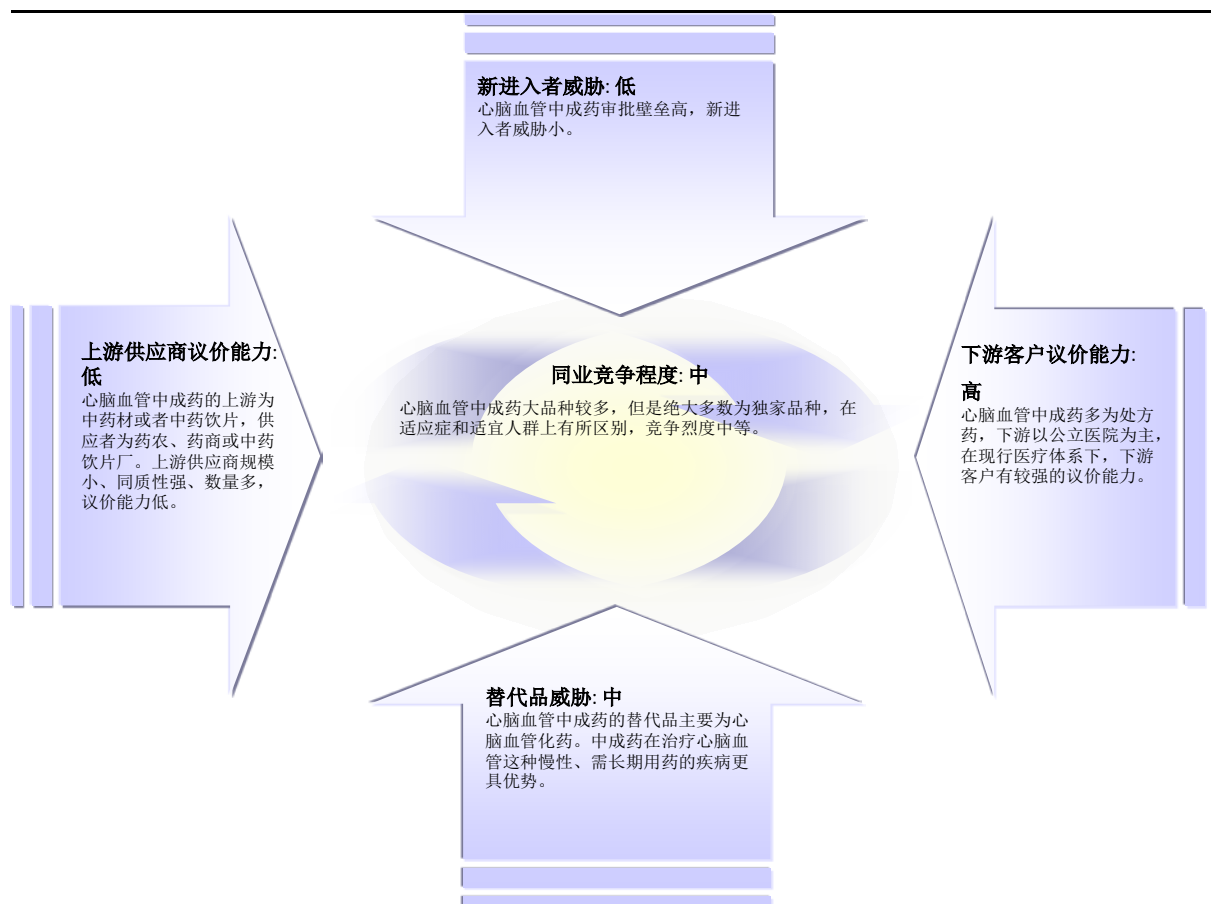 新进入者威胁: 低
心脑血管中成药审批壁垒高，新进
入者威胁小。
上游供应商议价能力:
低
心脑血管中成药的上游为
中药材或者中药饮片，供
应者为药农、药商或中药
饮片厂。上游供应商规模
小、同质性强、数量多，
议价能力低。
同业竞争程度: 中
心脑血管中成药大品种较多，但是绝大多数为独家品种，在
适应症和适宜人群上有所区别，竞争烈度中等。
下游客户议价能力:
高
心脑血管中成药多为处方
药，下游以公立医院为主，
在现行医疗体系下，下游
客户有较强的议价能力。
替代品威胁: 中
心脑血管中成药的替代品主要为心
脑血管化药。中成药在治疗心脑血
管这种慢性、需长期用药的疾病更
具优势。